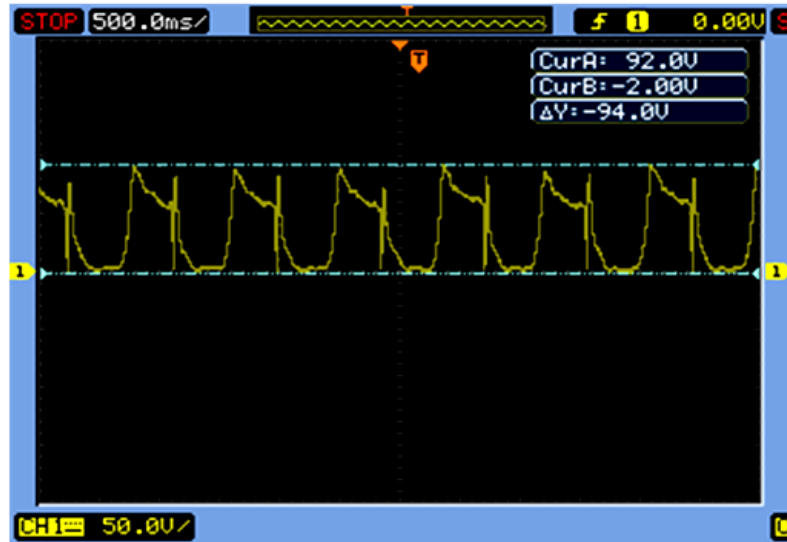 STOP 500.0ms/ T ƒ 1 0.00V S
T
CurA: 92.0V
CurB:-2.00V
ΔY:-94.0V
1 1
CH1 50.0V/ C